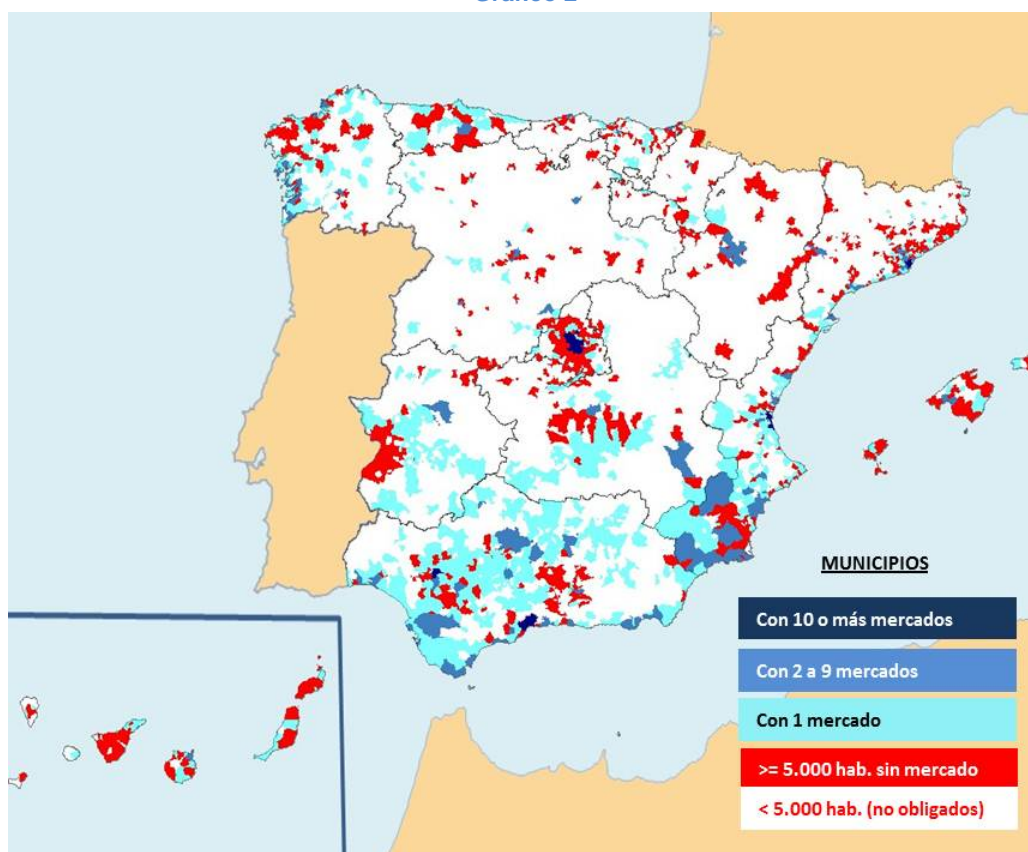 MUNICIPIOS
Con 10 o más mercados
Con 2 a 9 mercados
Con 1 mercado
>= 5.000 hab. sin mercado
< 5.000 hab. (no obligados)